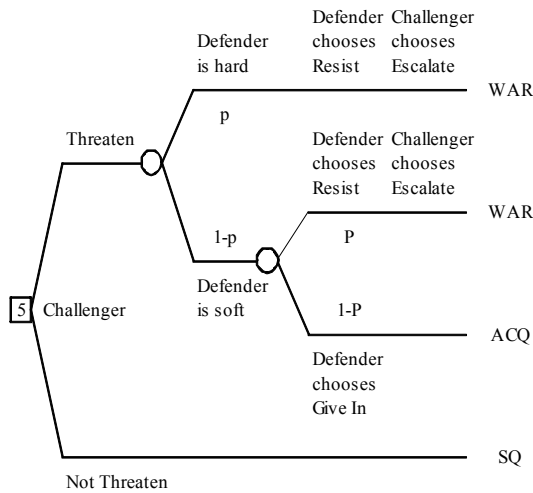 Defender
is hard
Defender
chooses
Resist
Challenger
chooses
Escalate
WAR
p
Threaten
Defender
chooses
Resist
Challenger
chooses
Escalate
WAR
P
1-p
Defender
is soft
5 Challenger
1-P
ACQ
Defender
chooses
Give In
SQ
Not Threaten